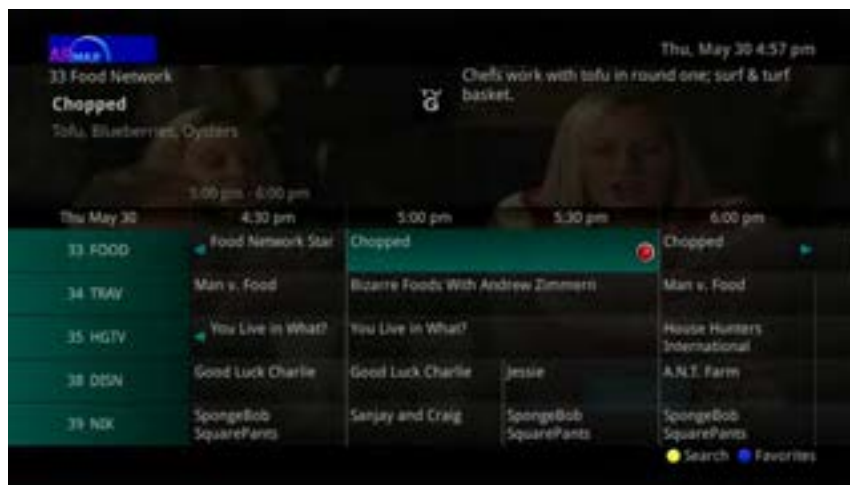 Thu, May 30 4:57 pm
33 Food Network
Chefs work with tofu in round one; surf & turf
Chopped
basket.
Tofu, Blueberries, Oysters
5:00 pm - 6:00 pm
Thu May 30 4:30 pm 5:00 pm 5:30 pm 6:00 pm
33 FOOD Food Network Star Chopped Chopped
34 TRAV Man v. Food Bizarre Foods With Andrew Zimmern Man v. Food
35 HGTV You Live in What? You Live in What? House Hunters
International
38 DISN Good Luck Charlie Good Luck Charlie Jessie A.N.T. Farm
39 NIK SpongeBob Sanjay and Craig SpongeBob SpongeBob
SquarePants SquarePants SquarePants
Search Favorites